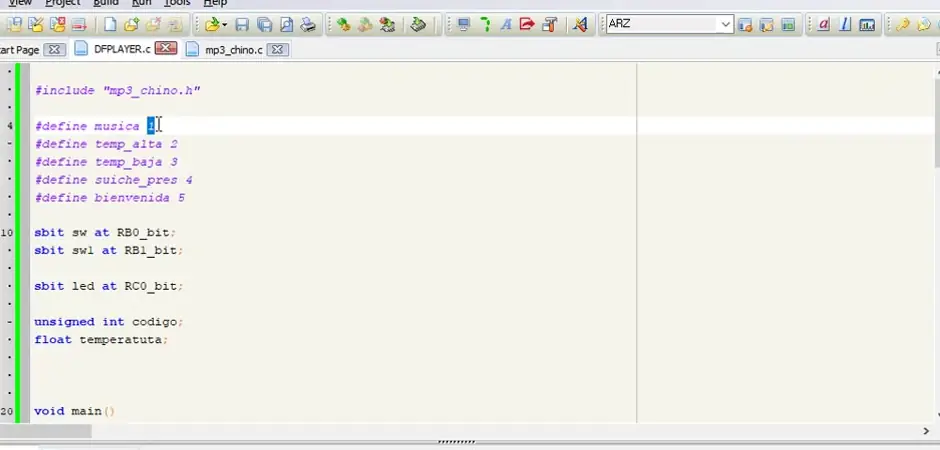 View Project Build Run Tools Help
ARZ
art Page DFPLAYER.c mp3_chino.c
#include "mp3_chino.h"
4 #define musica 1
#define temp_alta 2
#define temp_baja 3
#define suiche_pres 4
#define bienvenida 5
10 sbit sw at RB0_bit;
sbit sw1 at RB1_bit;
sbit led at RC0_bit;
unsigned int codigo;
float temperatuta;
20 void main()